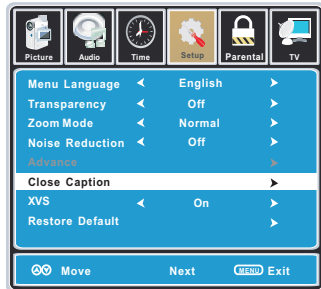 Picture Audio Time Setup Parental TV
Menu Language English
Transparency Off
Zoom Mode Normal
Noise Reduction Off
Advance
Close Caption
XVS On
Restore Default
Move Next MENU Exit